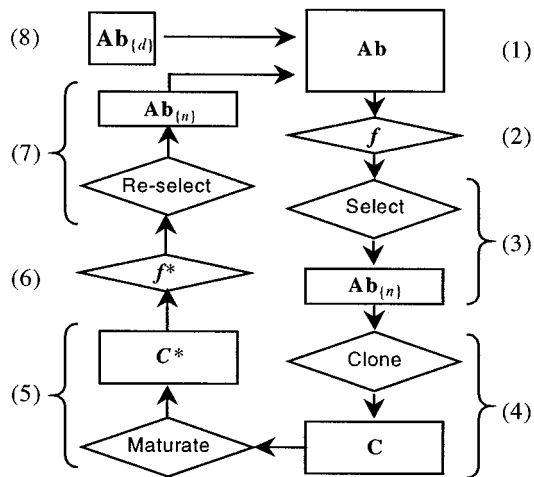 (8)
Ab{d}
Ab
(1)
Ab{n}
f
(2)
(7)
Re-select
Select
(3)
(6)
f*
Ab{n}
C*
Clone
(5)
(4)
Maturate
C